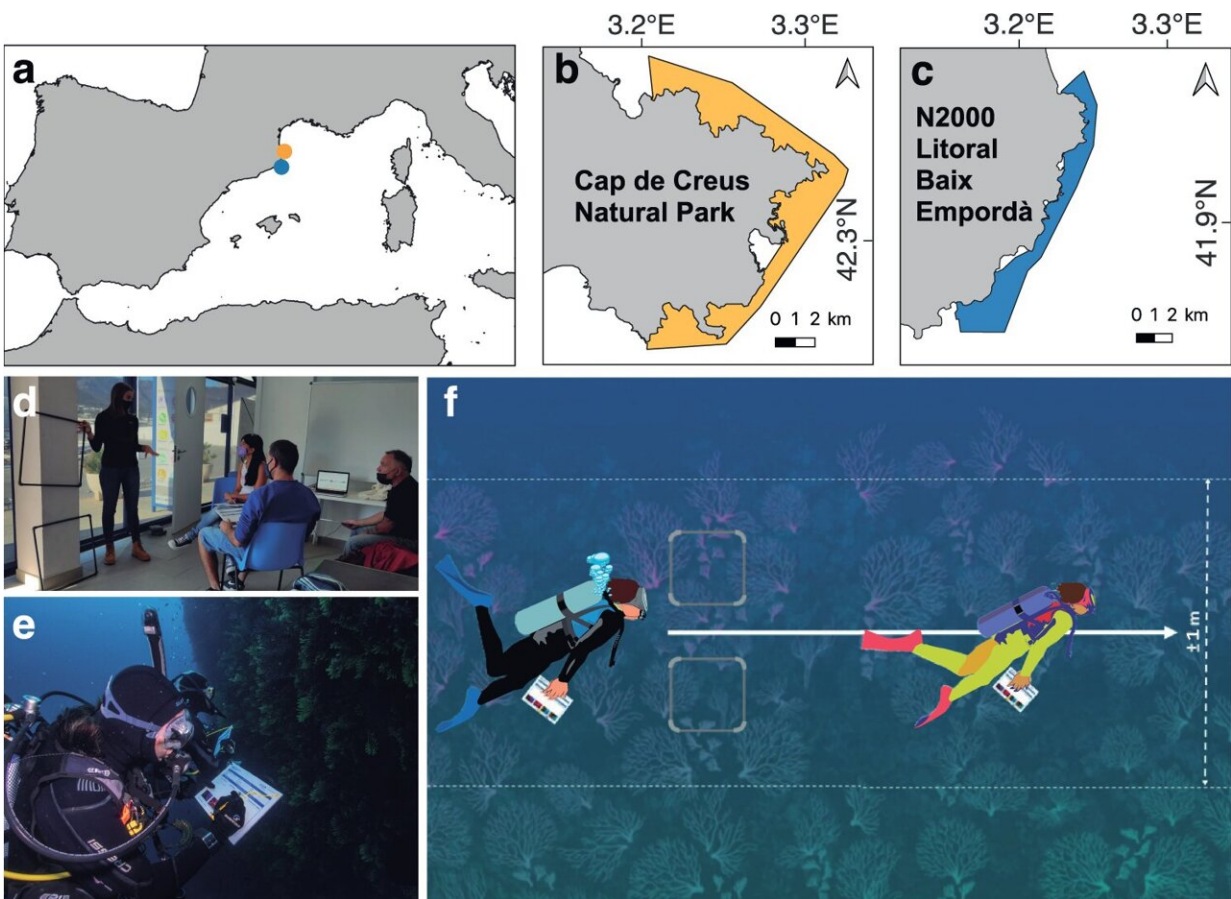 a
b
3.2°E
3.3°E
Cap de Creus
Natural Park
42.3°N
0 1 2 km
c
3.2°E
3.3°E
N2000
Litoral
Baix
Empordà
41.9°N
0 1 2 km
d
e
CRESSI
f
±1 m